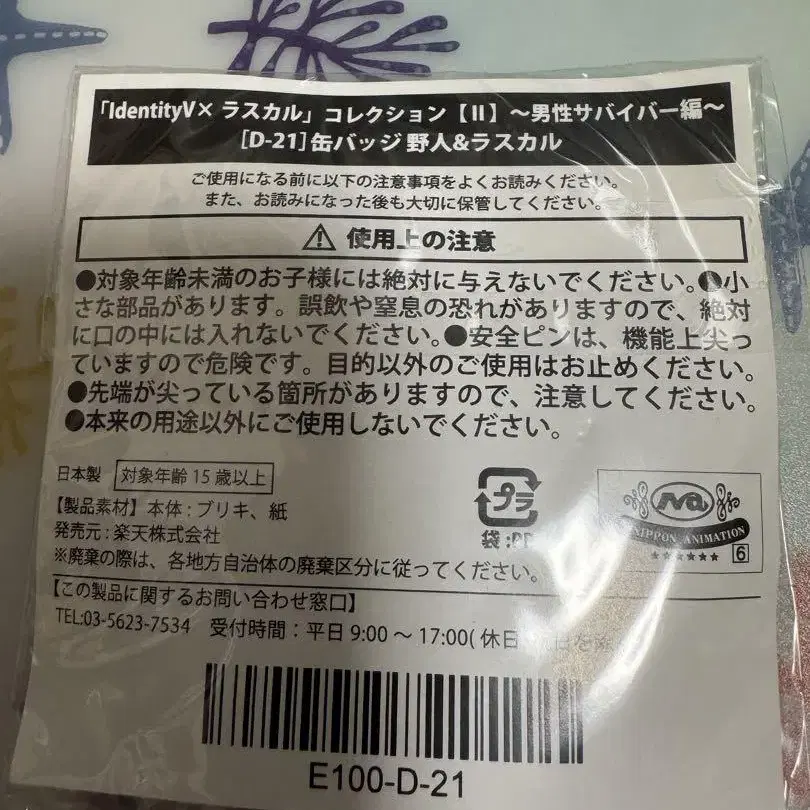 「IdentityV× ラスカル」コレクション【Ⅱ】〜男性サバイバー編〜
[D-21]缶バッジ 野人&ラスカル
ご使用になる前に以下の注意事項をよくお読みください。
また、お読みになった後も大切に保管してください。
使用上の注意
●対象年齢未満のお子様には絶対に与えないでください。●小
さな部品があります。誤飲や窒息の恐れがありますので、絶対
に口の中には入れないでください。●安全ピンは、機能上尖っ
ていますので危険です。目的以外のご使用はお止めください。
●先端が尖っている箇所がありますので、注意してください。
●本来の用途以外にご使用しないでください。
日本製 対象年齢 15 歳以上
【製品素材】本体：ブリキ、紙
発売元：楽天株式会社
※廃棄の際は、各地方自治体の廃棄区分に従ってください。
プラ
袋：PP
Na
NIPPON ANIMATION
6
【この製品に関するお問い合わせ窓口】
TEL:03-5623-7534 受付時間：平日 9:00 〜 17:00( 休日
E100-D-21